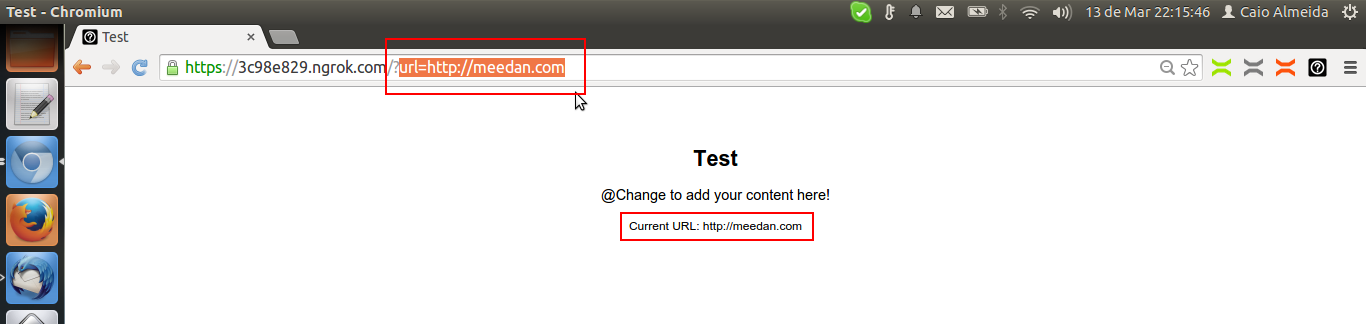 Test - Chromium
13 de Mar 22:15:46
Caio Almeida
Test
https://3c98e829.ngrok.com/?url=http://meedan.com
Test
@Change to add your content here!
Current URL: http://meedan.com